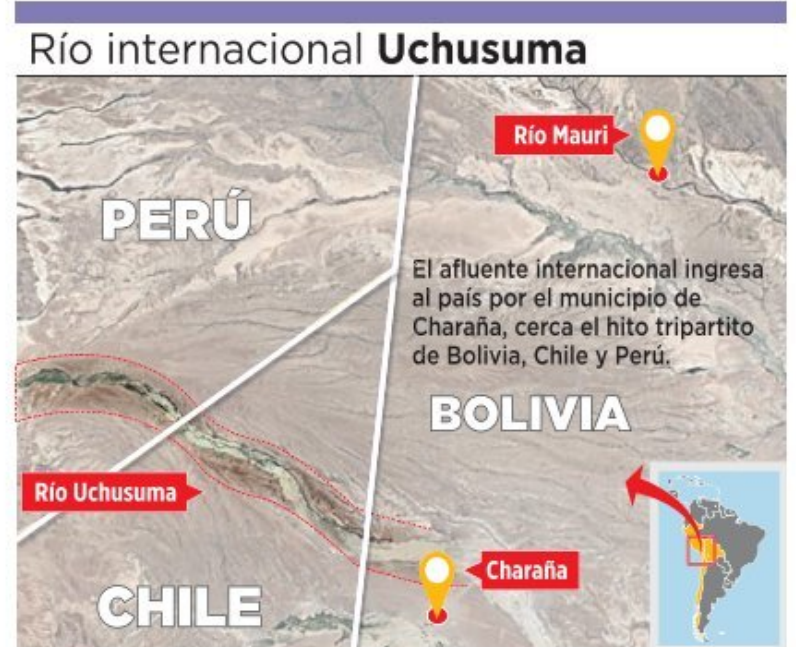 Río internacional Uchusuma
Río Mauri
PERÚ
El afluente internacional ingresa
al país por el municipio de
Charaña, cerca el hito tripartito
de Bolivia, Chile y Perú.
BOLIVIA
Río Uchusuma
Charaña
CHILE